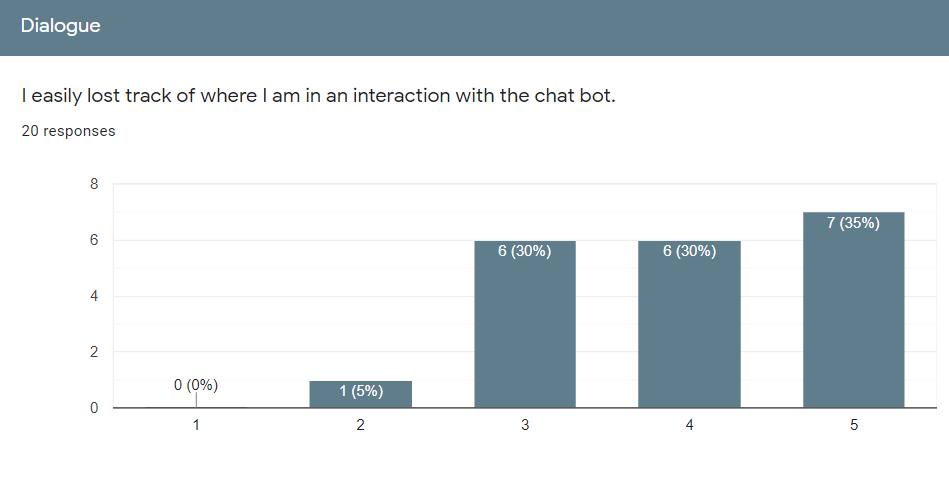 Dialogue
I easily lost track of where I am in an interaction with the chat bot.
20 responses
8
6
4
2
0
0 (0%)
1 (5%)
6 (30%)
6 (30%)
7 (35%)
1 2 3 4 5